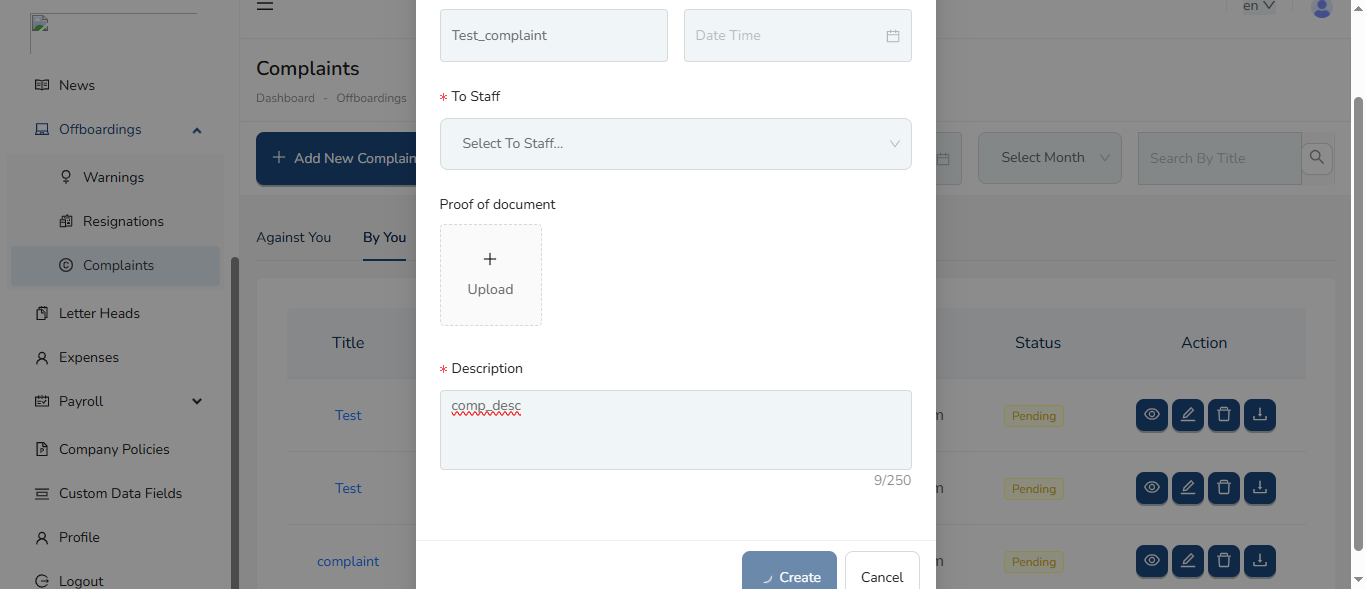 en
News
Offboardings
Warnings
Resignations
Complaints
Letter Heads
Expenses
Payroll
Company Policies
Custom Data Fields
Profile
Logout
Complaints
Dashboard - Offboardings
Add New Complain
Select Month
Search By Title
Against You
By You
Title
Status
Action
Test
Pending
Test
Pending
complaint
Pending
Test_complaint
Date Time
* To Staff
Select To Staff...
Proof of document
Upload
* Description
comp_desc
9/250
Create
Cancel